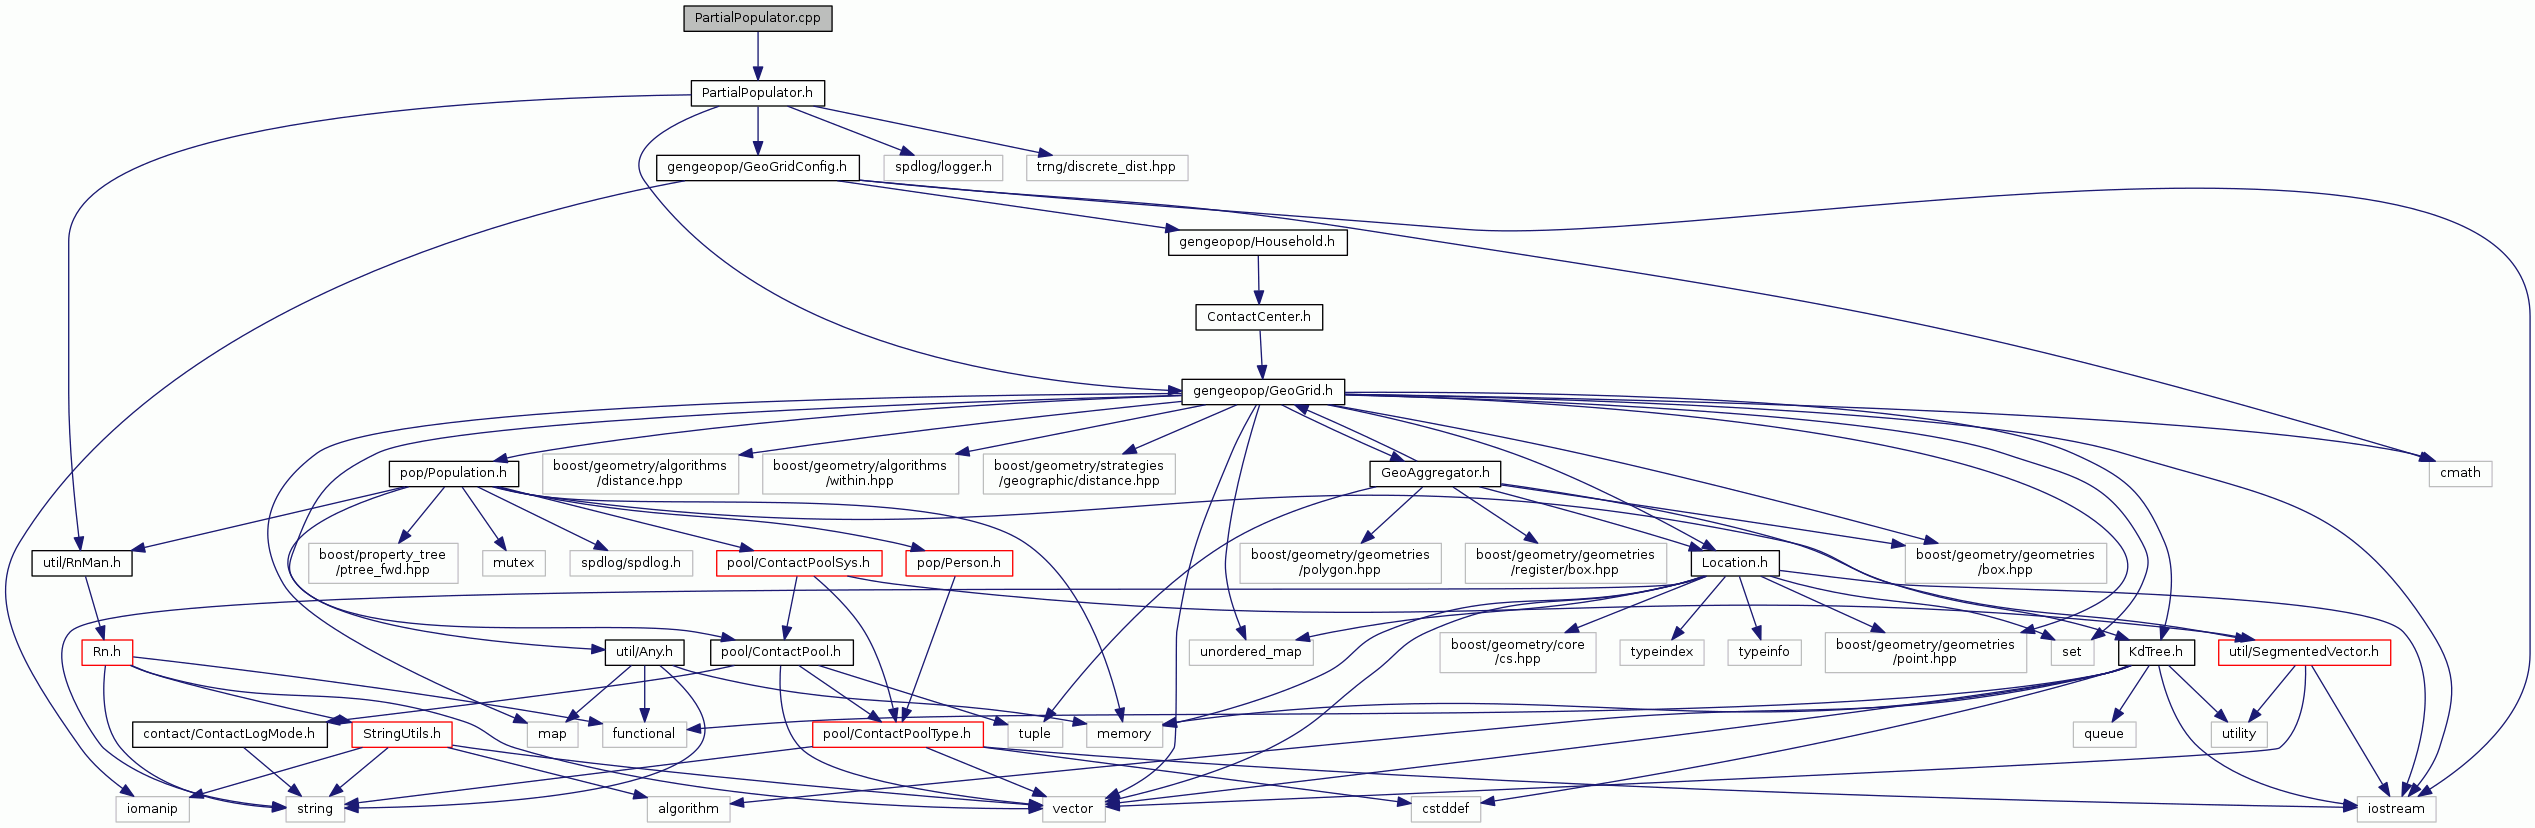 PartialPopulator.cpp
PartialPopulator.h
gengeopop/GeoGridConfig.h
spdlog/logger.h
trng/discrete_dist.hpp
gengeopop/Household.h
ContactCenter.h
gengeopop/GeoGrid.h
pop/Population.h
boost/geometry/algorithms
/distance.hpp
boost/geometry/algorithms
/within.hpp
boost/geometry/strategies
/geographic/distance.hpp
GeoAggregator.h
cmath
util/RnMan.h
boost/property_tree
/ptree_fwd.hpp
mutex
spdlog/spdlog.h
pool/ContactPoolSys.h
pop/Person.h
boost/geometry/geometries
/polygon.hpp
boost/geometry/geometries
/register/box.hpp
Location.h
boost/geometry/geometries
/box.hpp
Rn.h
util/Any.h
pool/ContactPool.h
unordered_map
boost/geometry/core
/cs.hpp
typeindex
typeinfo
boost/geometry/geometries
/point.hpp
set
KdTree.h
util/SegmentedVector.h
contact/ContactLogMode.h
StringUtils.h
map
functional
pool/ContactPoolType.h
tuple
memory
queue
utility
iomanip
string
algorithm
vector
cstddef
iostream